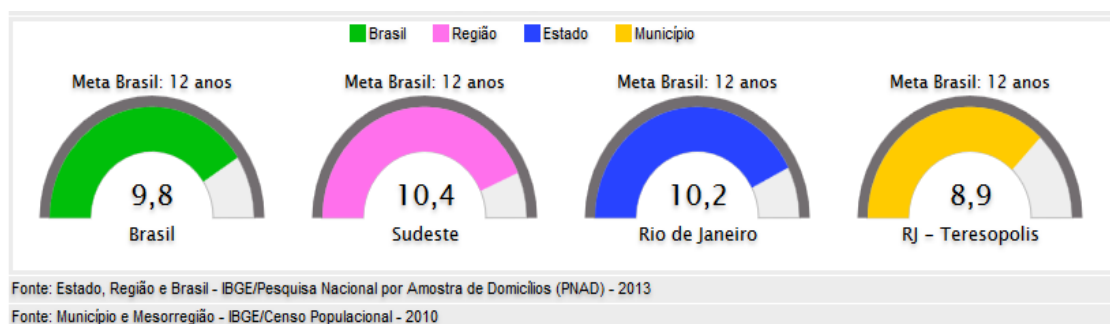 Brasil Região Estado Município
Meta Brasil: 12 anos Meta Brasil: 12 anos Meta Brasil: 12 anos Meta Brasil: 12 anos
9,8 10,4 10,2 8,9
Brasil Sudeste Rio de Janeiro RJ - Teresopolis
Fonte: Estado, Região e Brasil - IBGE/Pesquisa Nacional por Amostra de Domicílios (PNAD) - 2013
Fonte: Município e Mesorregião - IBGE/Censo Populacional - 2010